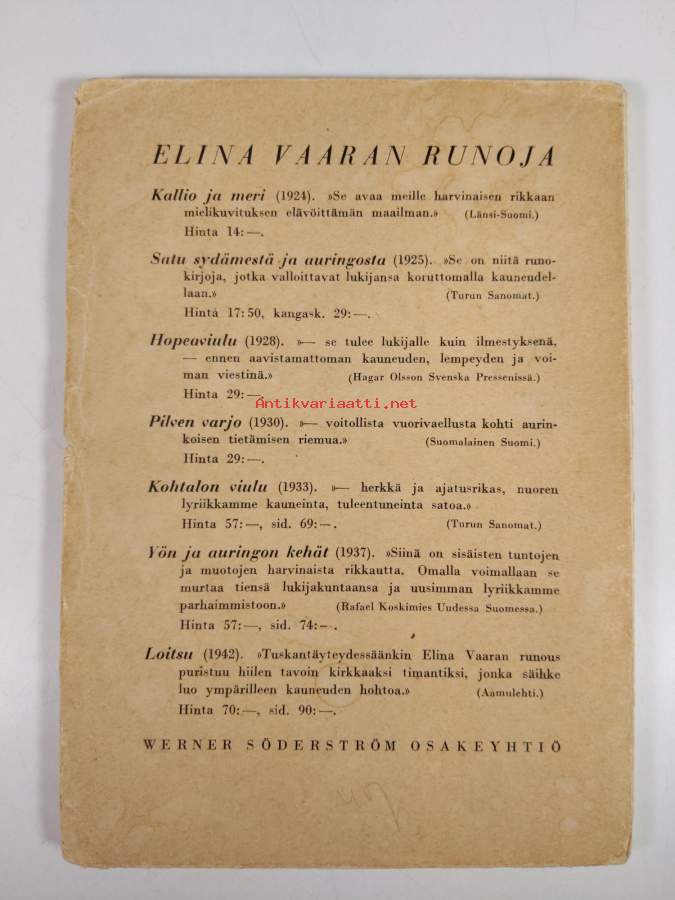 ELINA VAARAN RUNOJA
Kallio ja meri (1924). »Se avaa meille harvinaisen rikkaan
mielikuvituksen elävöittämän maailman.» (Länsi-Suomi.)
Hinta 14:—.
Satu sydämestä ja auringosta (1925). »Se on niitä runo-
kirjoja, jotka valloittavat lukijansa koruttomalla kauneudel-
laan.» (Turun Sanomat.)
Hinta 17:50, kangask. 29:—.
Hopeaviulu (1928). »— se tulee lukijalle kuin ilmestyksenä,
— ennen aavistamattoman kauneuden, lempeyden ja voi-
man viestinä.» (Hagar Olsson Svenska Pressenissä.)
Hinta 29:—.
Antikvariaatti.net
Pilven varjo (1930). »— voitollista vuorivaellusta kohti aurin-
koisen tietämisen riemua.» (Suomalainen Suomi.)
Hinta 29:—.
Kohtalon viulu (1933). »— herkkä ja ajatusrikas, nuoren
lyriikkamme kauneinta, tuleentuneinta satoa.»
Hinta 57:—, sid. 69:—. (Turun Sanomat.)
Yön ja auringon kehät (1937). »Siinä on sisäisten tuntojen
ja muotojen harvinaista rikkautta. Omalla voimallaan se
murtaa tiensä lukijakuntaansa ja uusimman lyriikkamme
parhaimmistoon.» (Rafael Koskimies Uudessa Suomessa.)
Hinta 57:—, sid. 74:—.
Loitsu (1942). »Tuskantäyteydessäänkin Elina Vaaran runous
puristuu hiilen tavoin kirkkaaksi timantiksi, jonka säihke
luo ympärilleen kauneuden hohtoa.» (Aamulehti.)
Hinta 70:—, sid. 90:—.
WERNER SÖDERSTRÖM OSAKEYHTIÖ